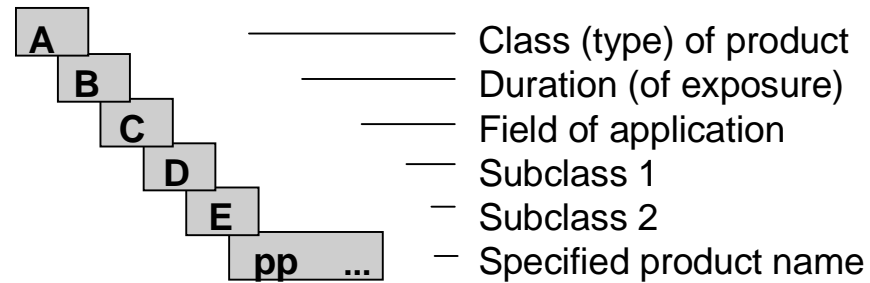 A Class (type) of product
B Duration (of exposure)
C Field of application
D Subclass 1
E Subclass 2
pp ... Specified product name